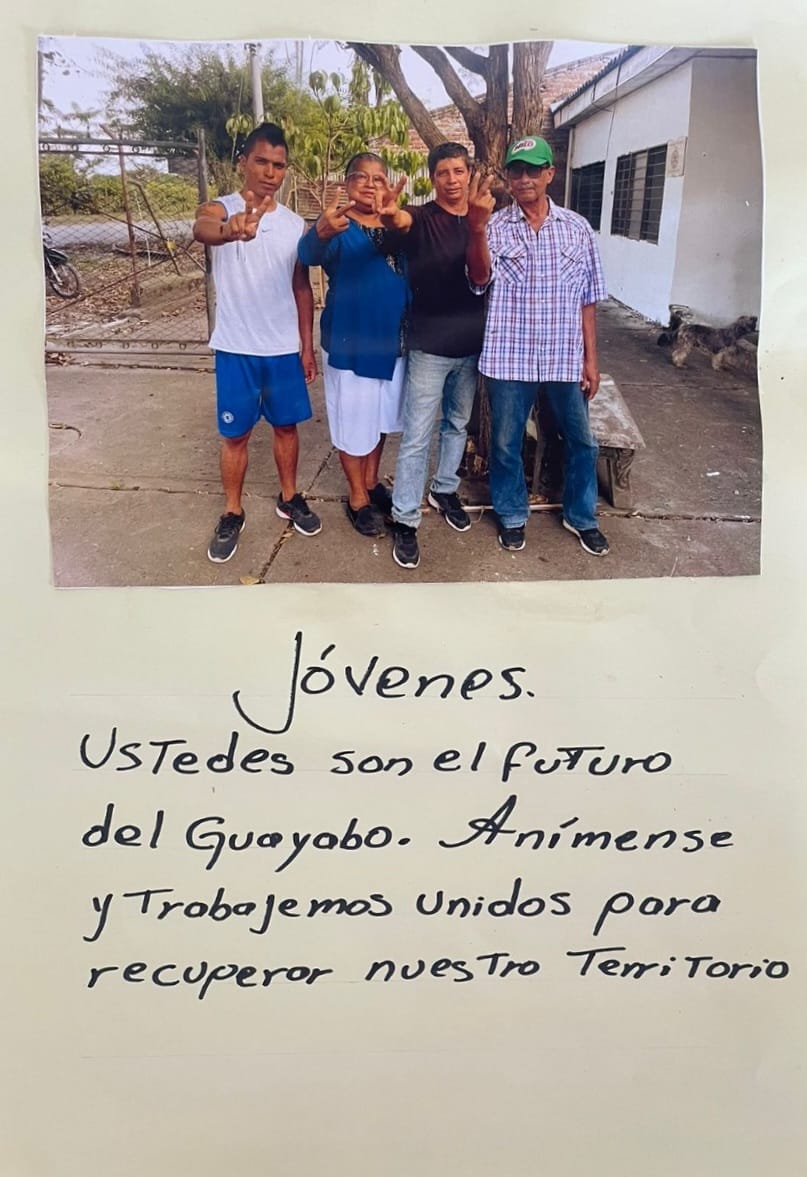 Jóvenes.
Ustedes son el futuro
del Guayabo. Anímense
y Trabajemos unidos para
recuperar nuestro Territorio